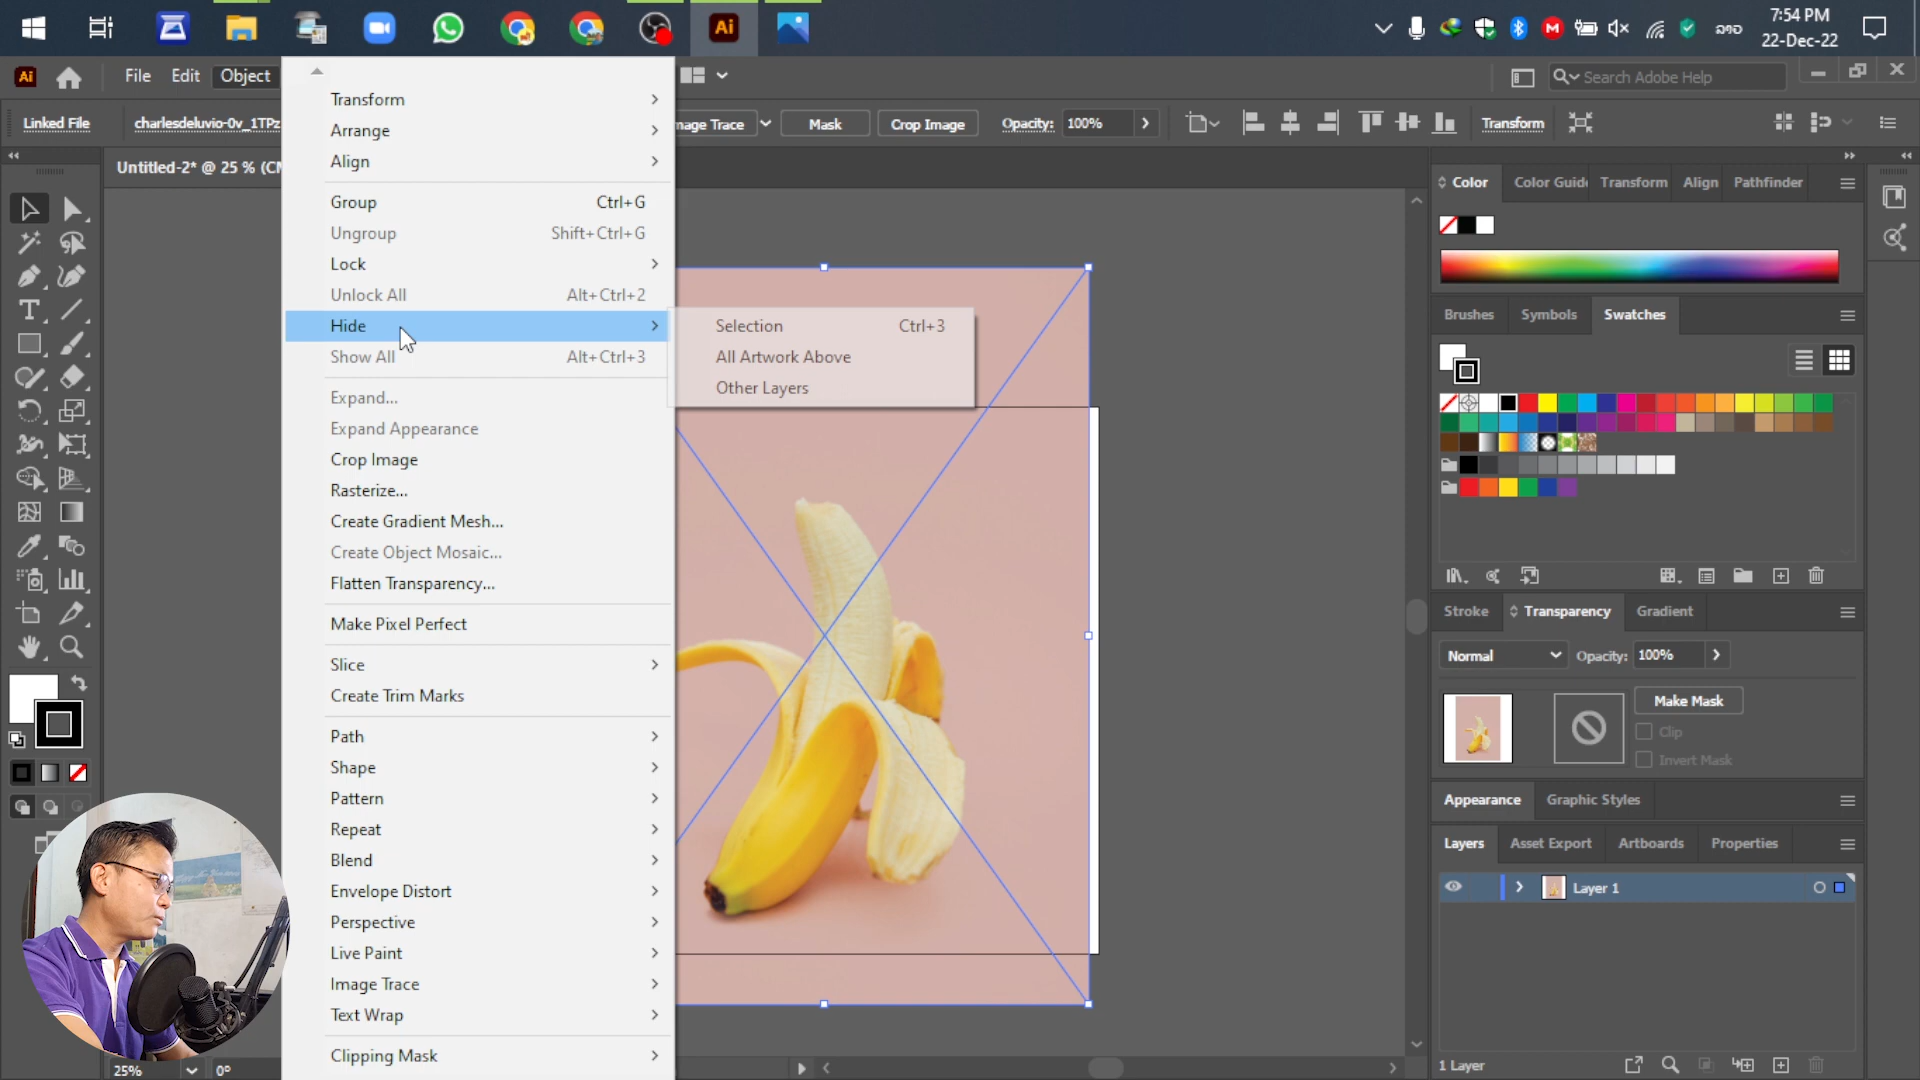 7:54 PM
22-Dec-22
ລາວ
Ai
File Edit Object
Search Adobe Help
Linked File
charlesdeluvio-0v_1TPz
mage Trace
Mask
Crop Image
Opacity: 100%
Transform
Untitled-2* @ 25 % (CM
Transform
Arrange
Align
Group Ctrl+G
Ungroup Shift+Ctrl+G
Lock
Unlock All Alt+Ctrl+2
Hide
Show All Alt+Ctrl+3
Expand...
Expand Appearance
Crop Image
Rasterize...
Create Gradient Mesh...
Create Object Mosaic...
Flatten Transparency...
Make Pixel Perfect
Slice
Create Trim Marks
Path
Shape
Pattern
Repeat
Blend
Envelope Distort
Perspective
Live Paint
Image Trace
Text Wrap
Clipping Mask
Selection Ctrl+3
All Artwork Above
Other Layers
Color Color Guide Transform Align Pathfinder
Brushes Symbols Swatches
Stroke Transparency Gradient
Normal Opacity: 100%
Make Mask
Clip
Invert Mask
Appearance Graphic Styles
Layers Asset Export Artboards Properties
Layer 1
1 Layer
25% 0°